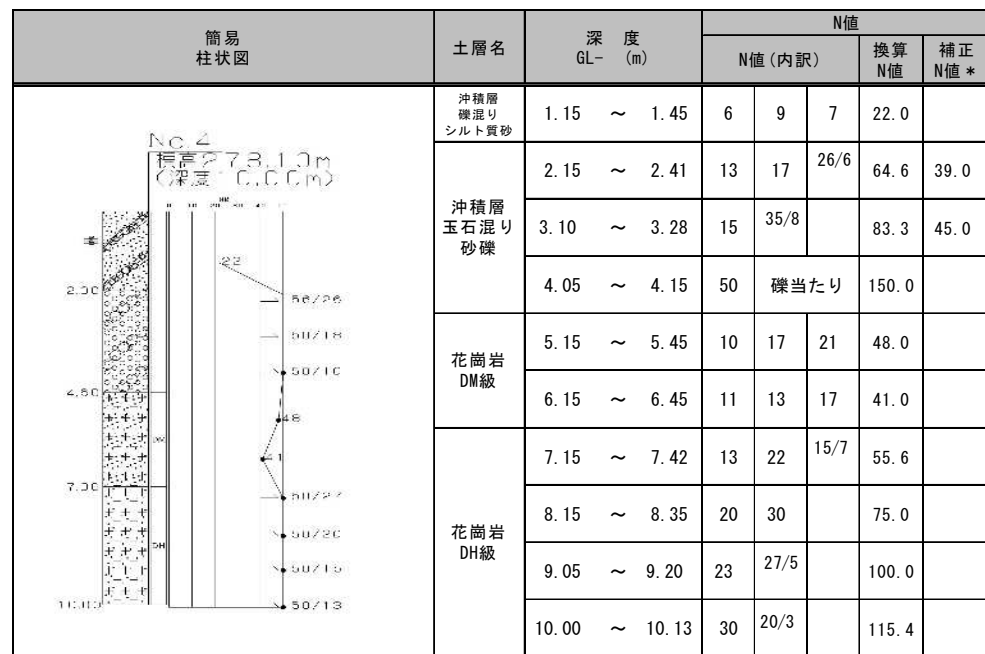 簡易
柱状図
土層名
深 度
GL- (m)
N値
N値(内訳)
換算
N値
補正
N値*
沖積層
礫混り
シルト質砂
1.15 ～ 1.45 6 9 7 22.0
沖積層
玉石混り
砂礫
2.15 ～ 2.41 13 17 26/6 64.6 39.0
3.10 ～ 3.28 15 35/8 83.3 45.0
4.05 ～ 4.15 50 礫当たり 150.0
花崗岩
DM級
5.15 ～ 5.45 10 17 21 48.0
6.15 ～ 6.45 11 13 17 41.0
花崗岩
DH級
7.15 ～ 7.42 13 22 15/7 55.6
8.15 ～ 8.35 20 30 75.0
9.05 ～ 9.20 23 27/5 100.0
10.00 ～ 10.13 30 20/3 115.4
No.4
標高278.10m
(深度10.00m)
22
2.00
56/26
50/18
50/10
4.60
48
7.00
50/27
50/20
50/15
10.00
50/13